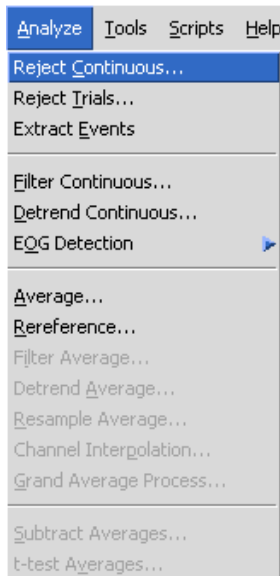 Analyze Tools Scripts Help
Reject Continuous...
Reject Trials...
Extract Events
Filter Continuous...
Detrend Continuous...
EOG Detection
Average...
Rereference...
Filter Average...
Detrend Average...
Resample Average...
Channel Interpolation...
Grand Average Process...
Subtract Averages...
t-test Averages...